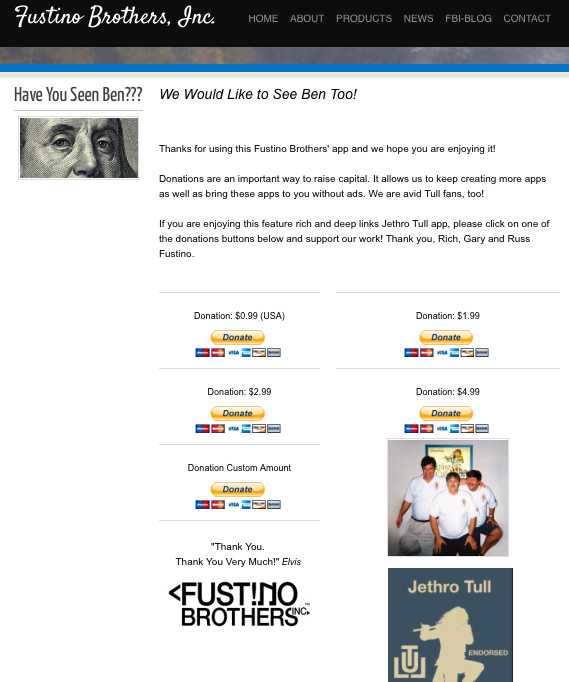 Fustino Brothers, Inc.
HOME ABOUT PRODUCTS NEWS FBI-BLOG CONTACT
Have You Seen Ben???
We Would Like to See Ben Too!
Thanks for using this Fustino Brothers' app and we hope you are enjoying it!
Donations are an important way to raise capital. It allows us to keep creating more apps
as well as bring these apps to you without ads. We are avid Tull fans, too!
If you are enjoying this feature rich and deep links Jethro Tull app, please click on one of
the donations buttons below and support our work! Thank you, Rich, Gary and Russ
Fustino.
Donation: $0.99 (USA)
Donate
VISA
Donation: $1.99
Donate
VISA
Donation: $2.99
Donate
VISA
Donation: $4.99
Donate
VISA
Donation Custom Amount
Donate
VISA
"Thank You.
Thank You Very Much!" Elvis
<FUSTINO
BROTHERS INC>™
Jethro Tull
ENDORSED